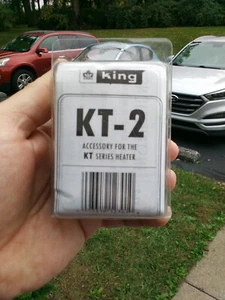 king
KT-2
ACCESSORY FOR THE
KT SERIES HEATER